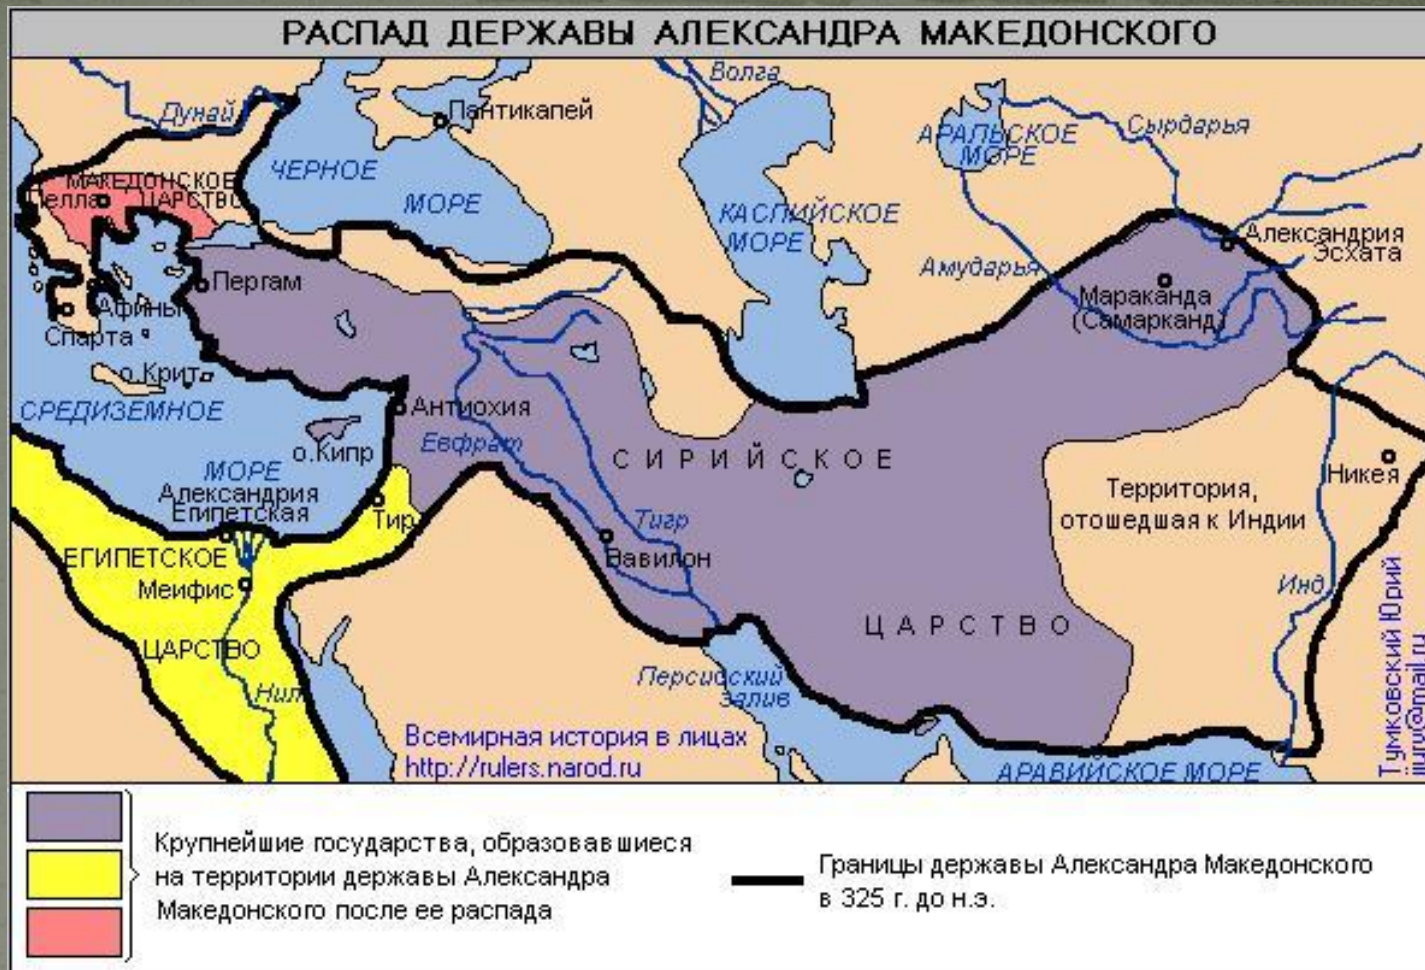 РАСПАД ДЕРЖАВЫ АЛЕКСАНДРА МАКЕДОНСКОГО
Волга
Дунай
Пантикапей
АРАЛЬСКОЕ
МОРЕ
Сырдарья
ЧЕРНОЕ
МОРЕ
МАКЕДОНСКОЕ
ЦАРСТВО
Пелла
КАСПИЙСКОЕ
МОРЕ
Александрия
Эсхата
Амударья
Мараканда
(Самарканд)
Пергам
Афины
Спарта
о.Крит
СРЕДИЗЕМНОЕ
МОРЕ
Антиохия
Евфрат
о.Кипр
СИРИЙСКОЕ
ЦАРСТВО
Никея
Территория,
отошедшая к Индии
Александрия
Египетская
Тир
Тигр
Вавилон
ЕГИПЕТСКОЕ
ЦАРСТВО
Меифис
Инд
Нил
Персидский
залив
АРАВИЙСКОЕ МОРЕ
Всемирная история в лицах
http://rulers.narod.ru
Тумковский Юрий
Крупнейшие государства, образовавшиеся
на территории державы Александра
Македонского после ее распада
Границы державы Александра Македонского
в 325 г. до н.э.